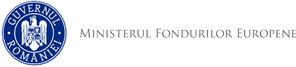 GUVERNUL ROMÂNIEI
MINISTERUL FONDURILOR EUROPENE